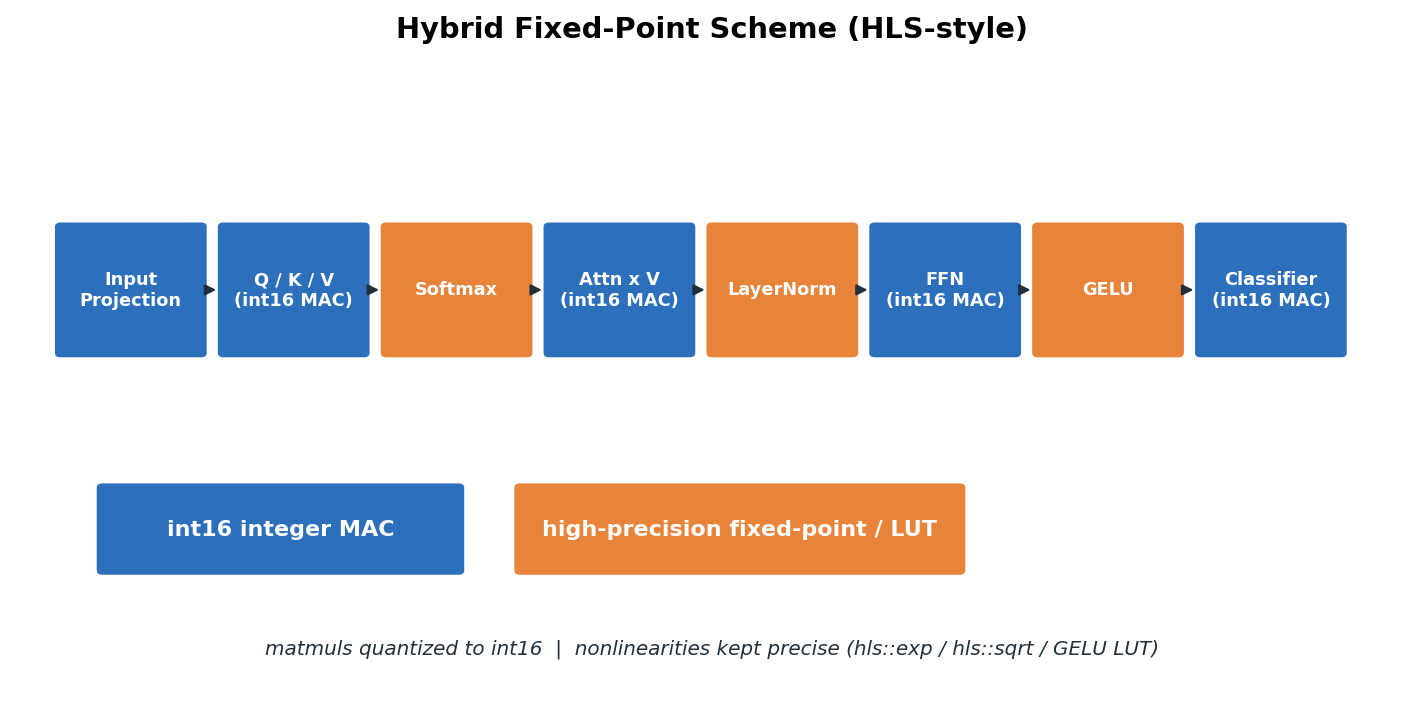 Hybrid Fixed-Point Scheme (HLS-style)
Input
Projection
Q / K / V
(int16 MAC)
Softmax
Attn x V
(int16 MAC)
LayerNorm
FFN
(int16 MAC)
GELU
Classifier
(int16 MAC)
int16 integer MAC
high-precision fixed-point / LUT
matmuls quantized to int16 | nonlinearities kept precise (hls::exp / hls::sqrt / GELU LUT)